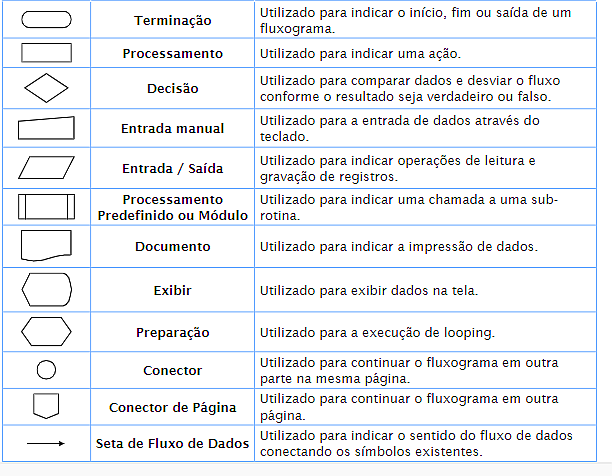 Terminação
Utilizado para indicar o início, fim ou saída de um
fluxograma.
Processamento
Utilizado para indicar uma ação.
Decisão
Utilizado para comparar dados e desviar o fluxo
conforme o resultado seja verdadeiro ou falso.
Entrada manual
Utilizado para a entrada de dados através do
teclado.
Entrada / Saída
Utilizado para indicar operações de leitura e
gravação de registros.
Processamento
Predefinido ou Módulo
Utilizado para indicar uma chamada a uma sub-
rotina.
Documento
Utilizado para indicar a impressão de dados.
Exibir
Utilizado para exibir dados na tela.
Preparação
Utilizado para a execução de looping.
Conector
Utilizado para continuar o fluxograma em outra
parte na mesma página.
Conector de Página
Utilizado para continuar o fluxograma em outra
página.
Seta de Fluxo de Dados
Utilizado para indicar o sentido do fluxo de dados
conectando os símbolos existentes.